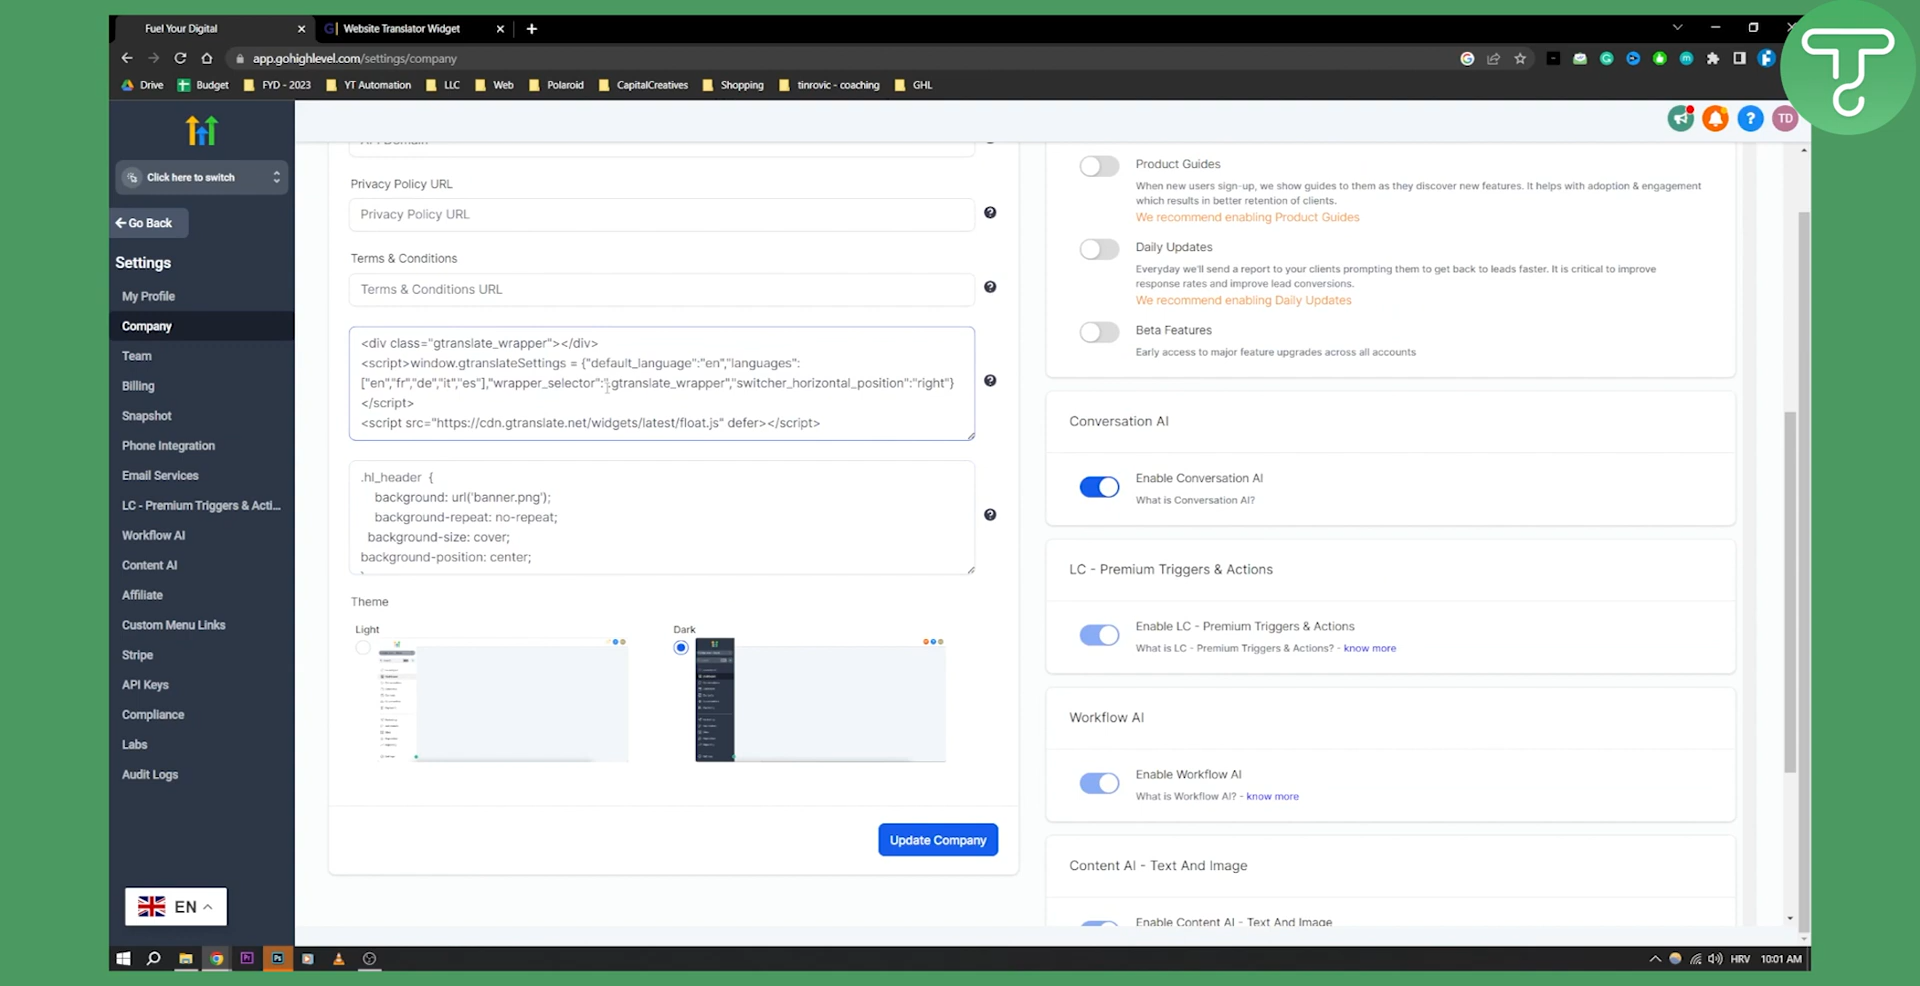 Fuel Your Digital
Website Translator Widget
app.gohighlevel.com/settings/company
Drive
Budget
FYD - 2023
YT Automation
LLC
Web
Polaroid
CapitalCreatives
Shopping
tinrovic - coaching
GHL
TD
Click here to switch
Go Back
Settings
My Profile
Company
Team
Billing
Snapshot
Phone Integration
Email Services
LC - Premium Triggers & Acti...
Workflow AI
Content AI
Affiliate
Custom Menu Links
Stripe
API Keys
Compliance
Labs
Audit Logs
EN
API Domain
Privacy Policy URL
Privacy Policy URL
Terms & Conditions
Terms & Conditions URL
<div class="gtranslate_wrapper"></div>
<script>window.gtranslateSettings = {"default_language":"en","languages":
["en","fr","de","it","es"],"wrapper_selector":".gtranslate_wrapper","switcher_horizontal_position":"right"}
</script>
<script src="https://cdn.gtranslate.net/widgets/latest/float.js" defer></script>
.hl_header {
background: url('banner.png');
background-repeat: no-repeat;
background-size: cover;
background-position: center;
Theme
Light
Dark
Update Company
Product Guides
When new users sign-up, we show guides to them as they discover new features. It helps with adoption & engagement
which results in better retention of clients.
We recommend enabling Product Guides
Daily Updates
Everyday we'll send a report to your clients prompting them to get back to leads faster. It is critical to improve
response rates and improve lead conversions.
We recommend enabling Daily Updates
Beta Features
Early access to major feature upgrades across all accounts
Conversation AI
Enable Conversation AI
What is Conversation AI?
LC - Premium Triggers & Actions
Enable LC - Premium Triggers & Actions
What is LC - Premium Triggers & Actions? - know more
Workflow AI
Enable Workflow AI
What is Workflow AI? - know more
Content AI - Text And Image
Enable Content AI - Text And Image
HRV
10:01 AM